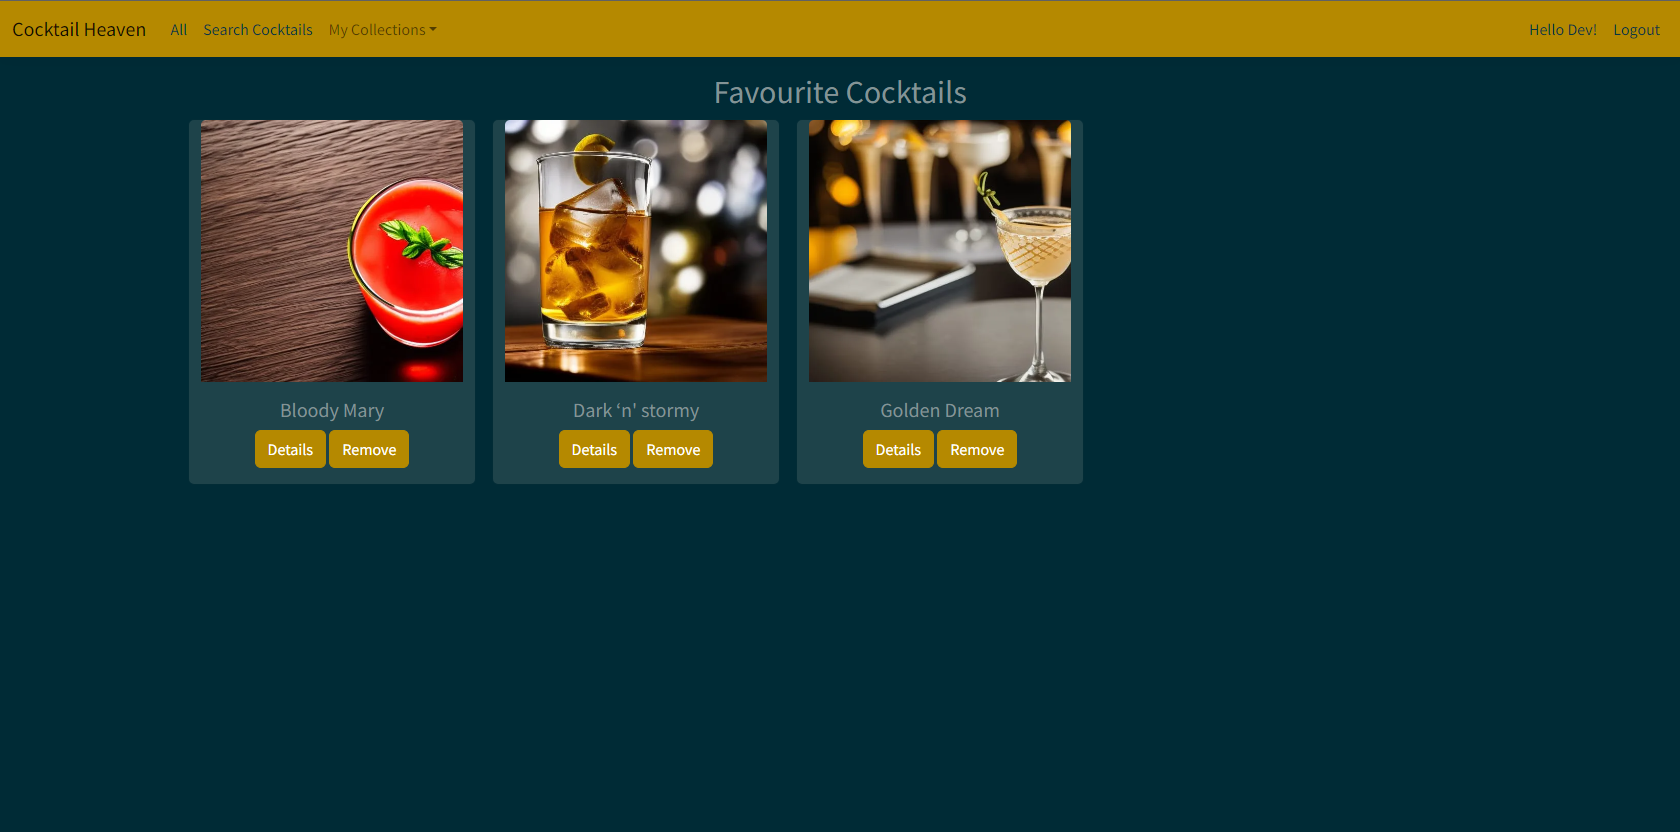 Cocktail Heaven All Search Cocktails My Collections Hello Dev! Logout
Favourite Cocktails
Bloody Mary
Details Remove
Dark ‘n' stormy
Details Remove
Golden Dream
Details Remove